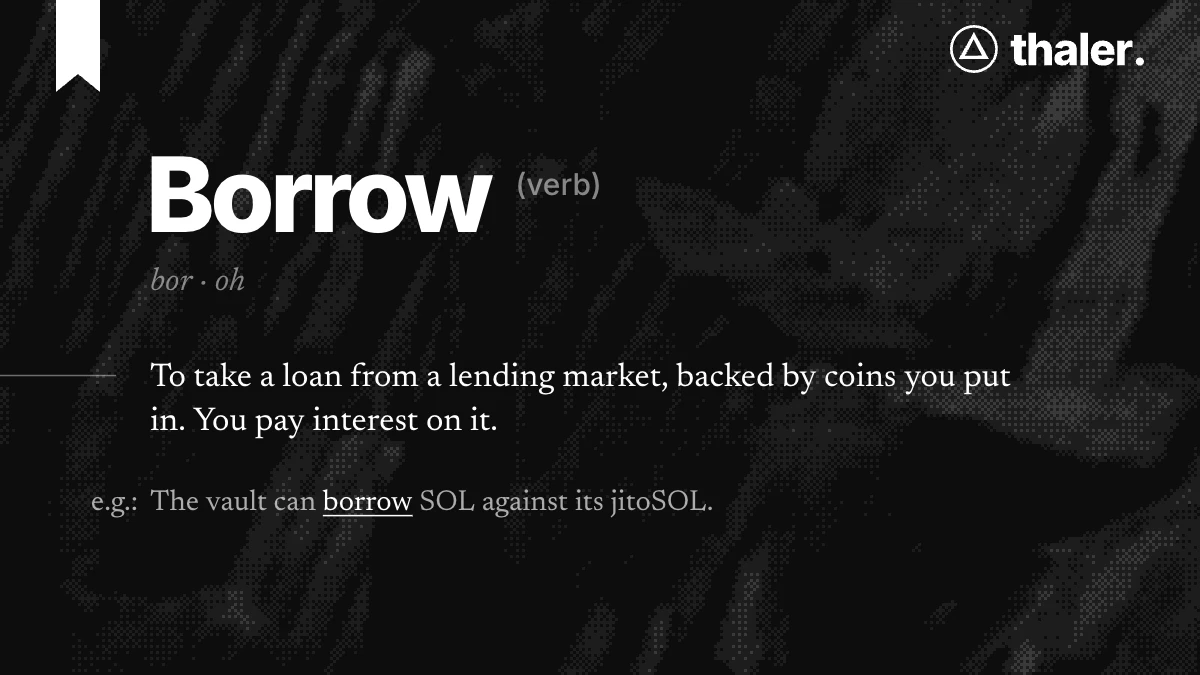 thaler.
Borrow (verb)
bor · oh
To take a loan from a lending market, backed by coins you put
in. You pay interest on it.
e.g.: The vault can borrow SOL against its jitoSOL.